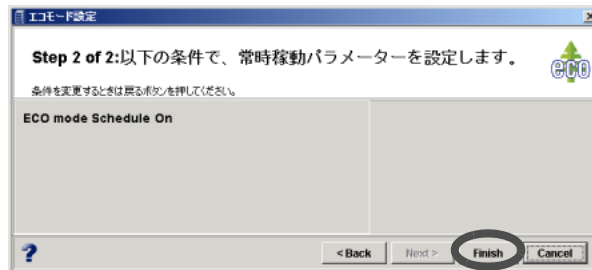 エコモード設定
Step 2 of 2:以下の条件で、常時稼動パラメーターを設定します。
eco
条件を変更するときは戻るボタンを押してください。
ECO mode Schedule On
?
< Back
Next >
Finish
Cancel